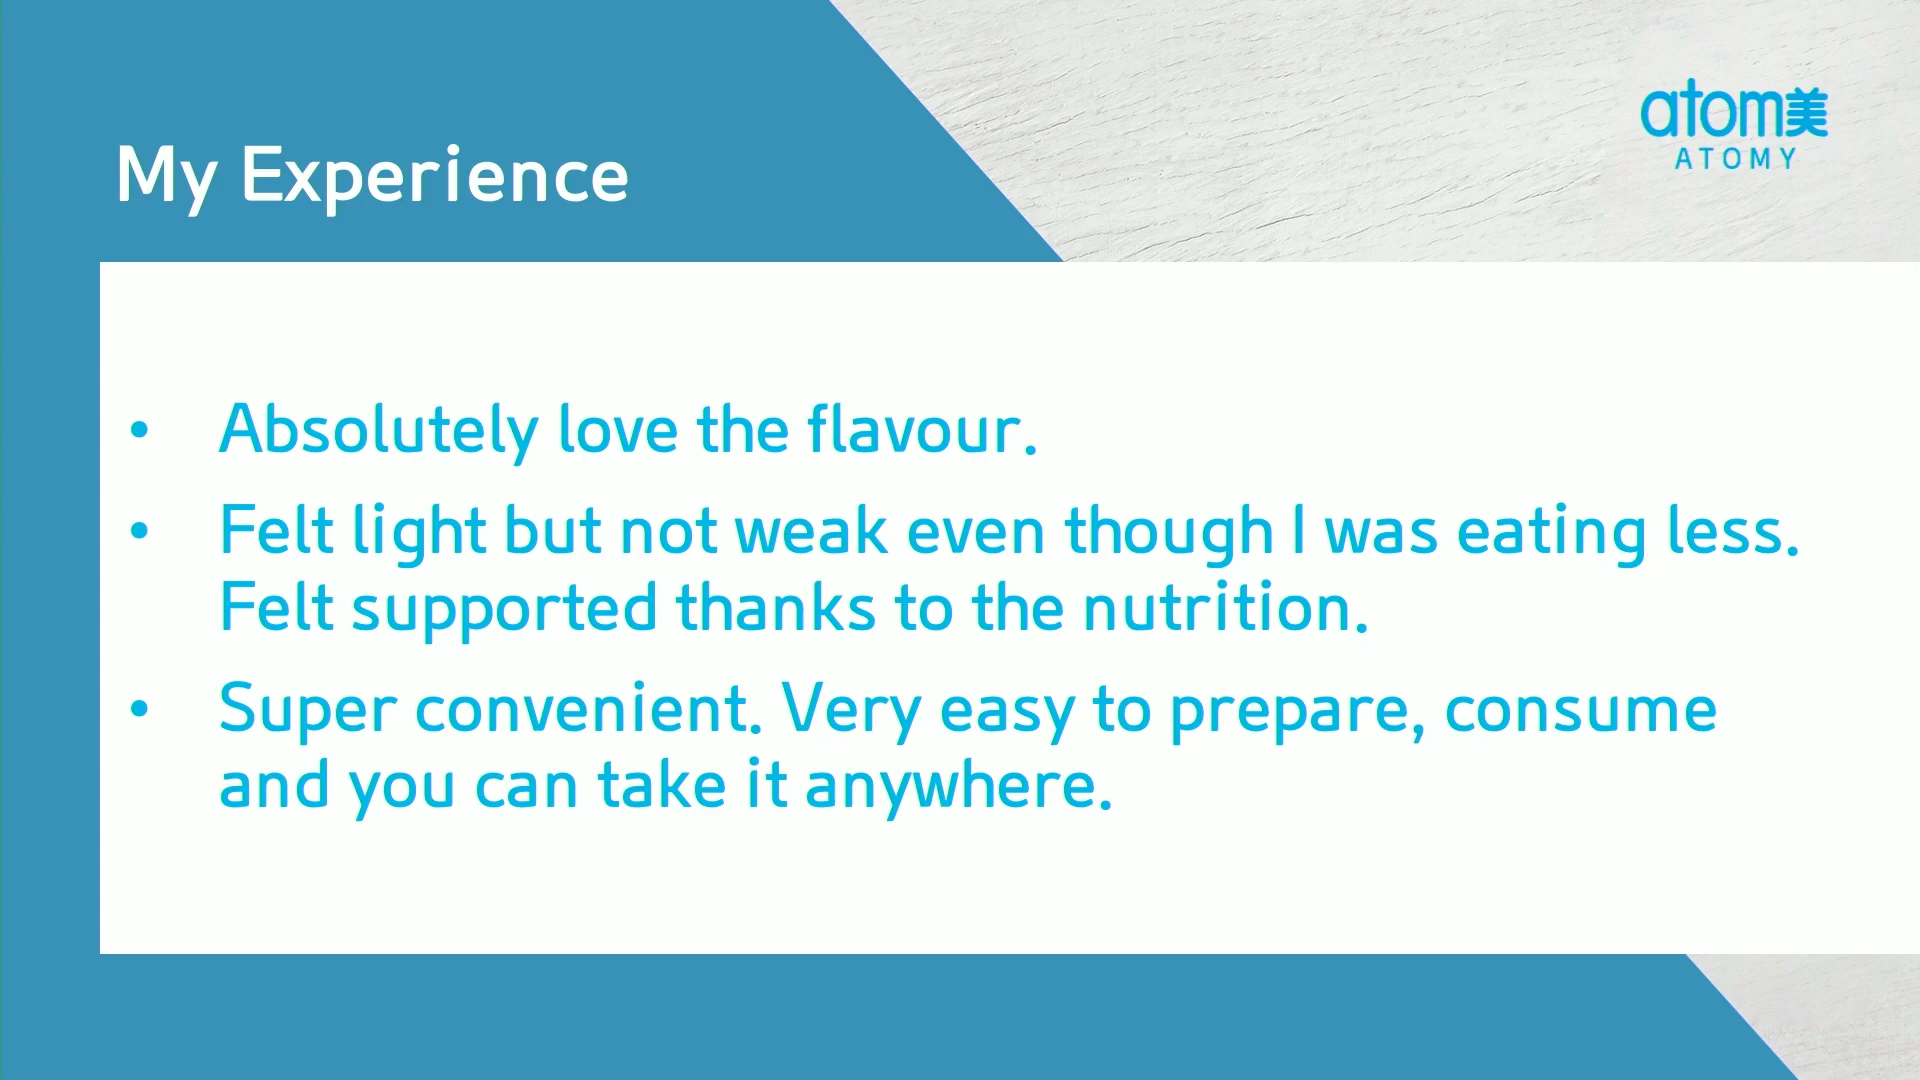 atom美
ATOMY
My Experience
• Absolutely love the flavour.
• Felt light but not weak even though I was eating less.
Felt supported thanks to the nutrition.
• Super convenient. Very easy to prepare, consume
and you can take it anywhere.